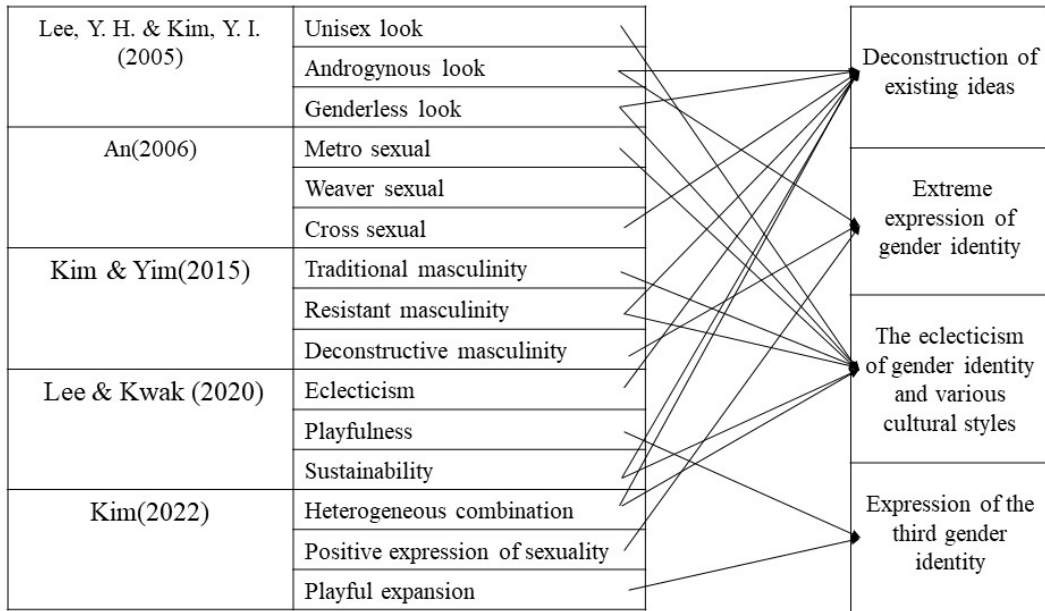 Lee, Y. H. & Kim, Y. I.
(2005)
Unisex look
Androgynous look
Genderless look
An(2006)
Metro sexual
Weaver sexual
Cross sexual
Kim & Yim(2015)
Traditional masculinity
Resistant masculinity
Deconstructive masculinity
Lee & Kwak (2020)
Eclecticism
Playfulness
Sustainability
Kim(2022)
Heterogeneous combination
Positive expression of sexuality
Playful expansion
Deconstruction of
existing ideas
Extreme
expression of
gender identity
The eclecticism
of gender identity
and various
cultural styles
Expression of the
third gender
identity